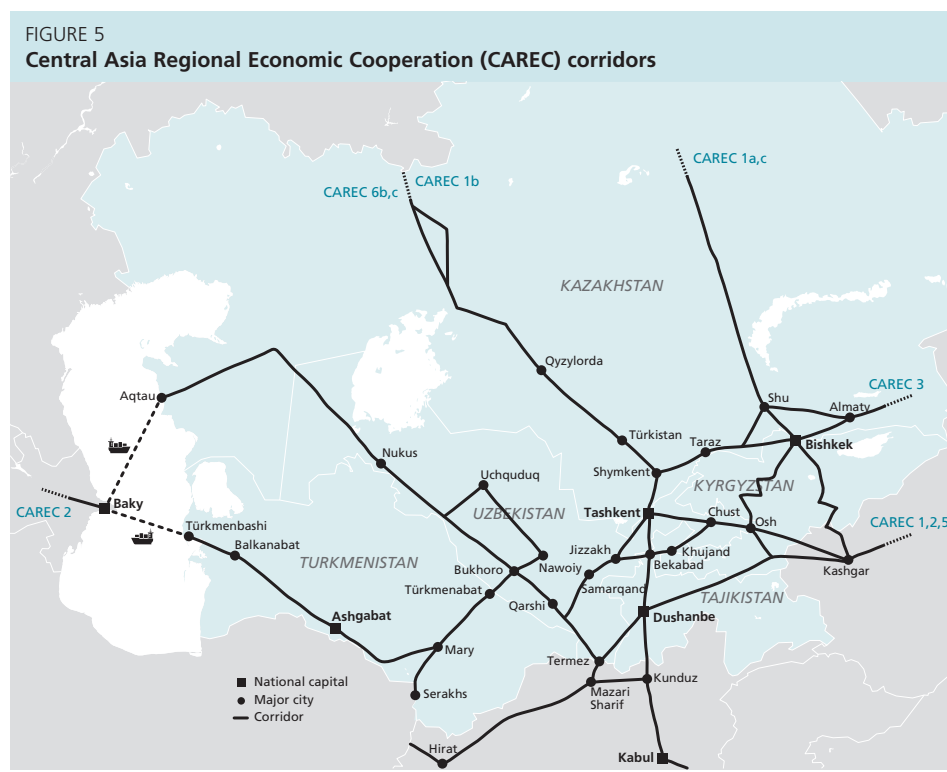 FIGURE 5
Central Asia Regional Economic Cooperation (CAREC) corridors
CAREC 1a,c
CAREC 6b,c
CAREC 1b
KAZAKHSTAN
Qyzylorda
CAREC 3
Aqtau
Shu
Almaty
Türkistan
Taraz
Bishkek
Nukus
Shymkent
Uchquduq
KYRGYZSTAN
Baky
CAREC 2
UZBEKISTAN
Tashkent
Chust
Osh
CAREC 1,2,5
Türkmenbashi
Balkanabat
Jizzakh
Khujand
TURKMENISTAN
Bukhoro
Nawoiy
Bekabad
Kashgar
Türkmenabat
Samarqand
TAJIKISTAN
Qarshi
Ashgabat
Dushanbe
Mary
Termez
National capital
Kunduz
Major city
Serakhs
Mazari
Sharif
Corridor
Hirat
Kabul